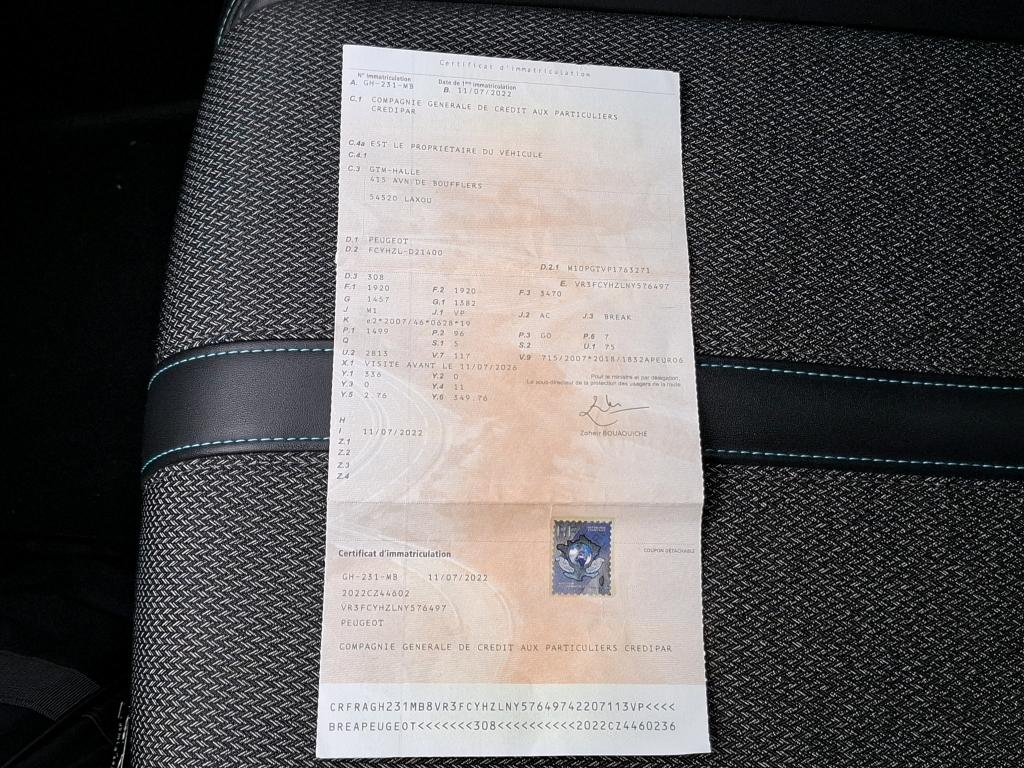 Certificat d'immatriculation
N° immatriculation Date de 1ère immatriculation
A. GH-231-MB B. 11/07/2022
C.1 COMPAGNIE GENERALE DE CREDIT AUX PARTICULIERS
CREDIPAR
C.4a EST LE PROPRIETAIRE DU VEHICULE
C.4.1
C.3 GTM-HALLE
415 AVN DE BOUFFLERS
54520 LAXOU
D.1 PEUGEOT
D.2 FCYHZL-D21400
D.2.1 M10PGTVP1763271
D.3 308 E. VR3FCYHZLNY576497
F.1 1920 F.2 1920 F.3 3470
G 1457 G.1 1382
J M1 J.1 VP J.2 AC J.3 BREAK
K e2*2007/46*0628*19
P.1 1499 P.2 96 P.3 GO P.6 7
Q S.1 5 S.2 U.1 75
U.2 2813 V.7 117 V.9 715/2007*2018/1832APEURO6
X.1 VISITE AVANT LE 11/07/2026
Y.1 336 Y.2 0
Y.3 0 Y.4 11
Y.5 2.76 Y.6 349.76
Pour le ministre et par délégation,
Le sous-directeur de la protection des usagers de la route
Zoheir BOUAOUICHE
H
I 11/07/2022
Z.1
Z.2
Z.3
Z.4
COUPON DÉTACHABLE
Certificat d'immatriculation
GH-231-MB 11/07/2022
2022CZ44602
VR3FCYHZLNY576497
PEUGEOT
COMPAGNIE GENERALE DE CREDIT AUX PARTICULIERS CREDIPAR
CRFRAGH231MB8VR3FCYHZLNY57649742207113VP<<<<
BREAPEUGEOT<<<<<<<308<<<<<<<<<<2022CZ4460236